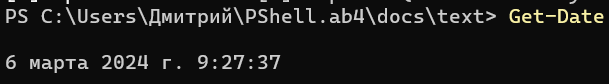 PS C:\Users\Дмитрий\PShell.ab4\docs\text> Get-Date
6 марта 2024 г. 9:27:37